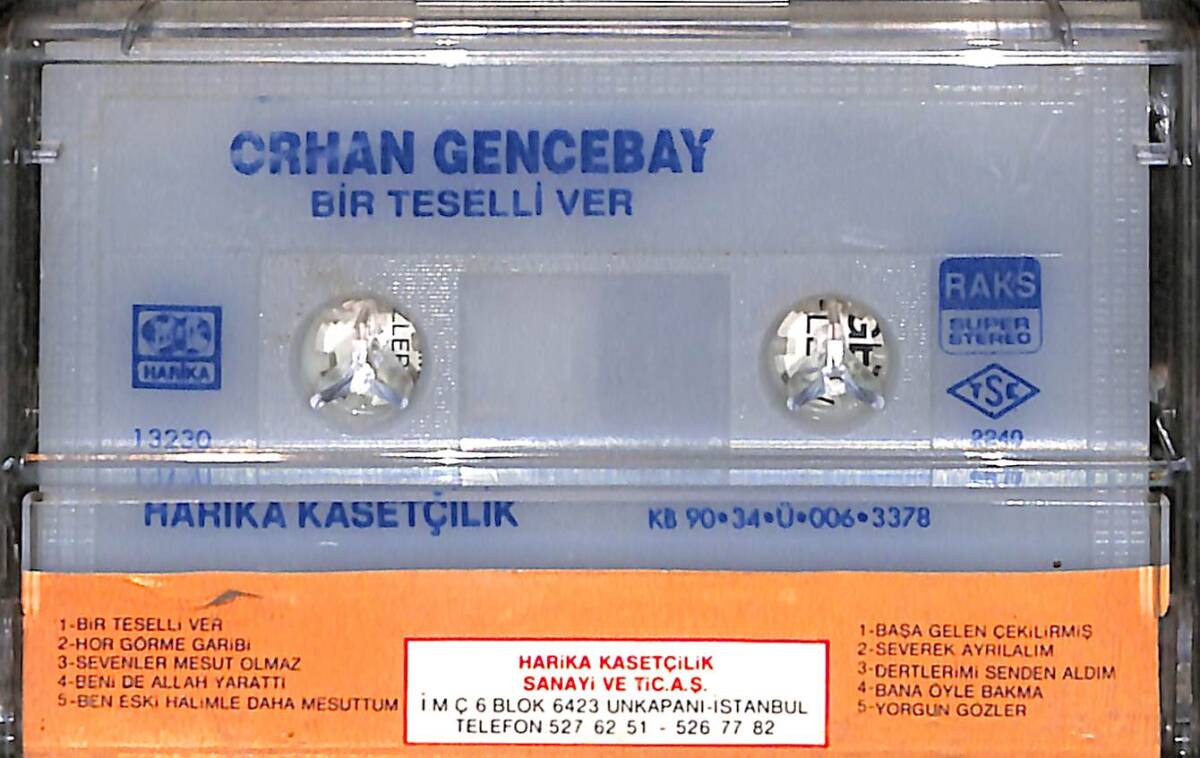 ORHAN GENCEBAY
BİR TESELLİ VER
HARİKA
13230
RAKS
SUPER
STEREO
TSE
2240
HARİKA KASETÇİLİK
KB 90•34•Ü•006•3378
1-BİR TESELLİ VER
2-HOR GÖRME GARİBİ
3-SEVENLER MESUT OLMAZ
4-BENİ DE ALLAH YARATTI
5-BEN ESKİ HALİMLE DAHA MESUTTUM
HARİKA KASETÇİLİK
SANAYİ VE TİC.A.Ş.
İ M Ç 6 BLOK 6423 UNKAPANI-İSTANBUL
TELEFON 527 62 51 - 526 77 82
1-BAŞA GELEN ÇEKİLİRMİŞ
2-SEVEREK AYRILALIM
3-DERTLERİMİ SENDEN ALDIM
4-BANA ÖYLE BAKMA
5-YORGUN GÖZLER